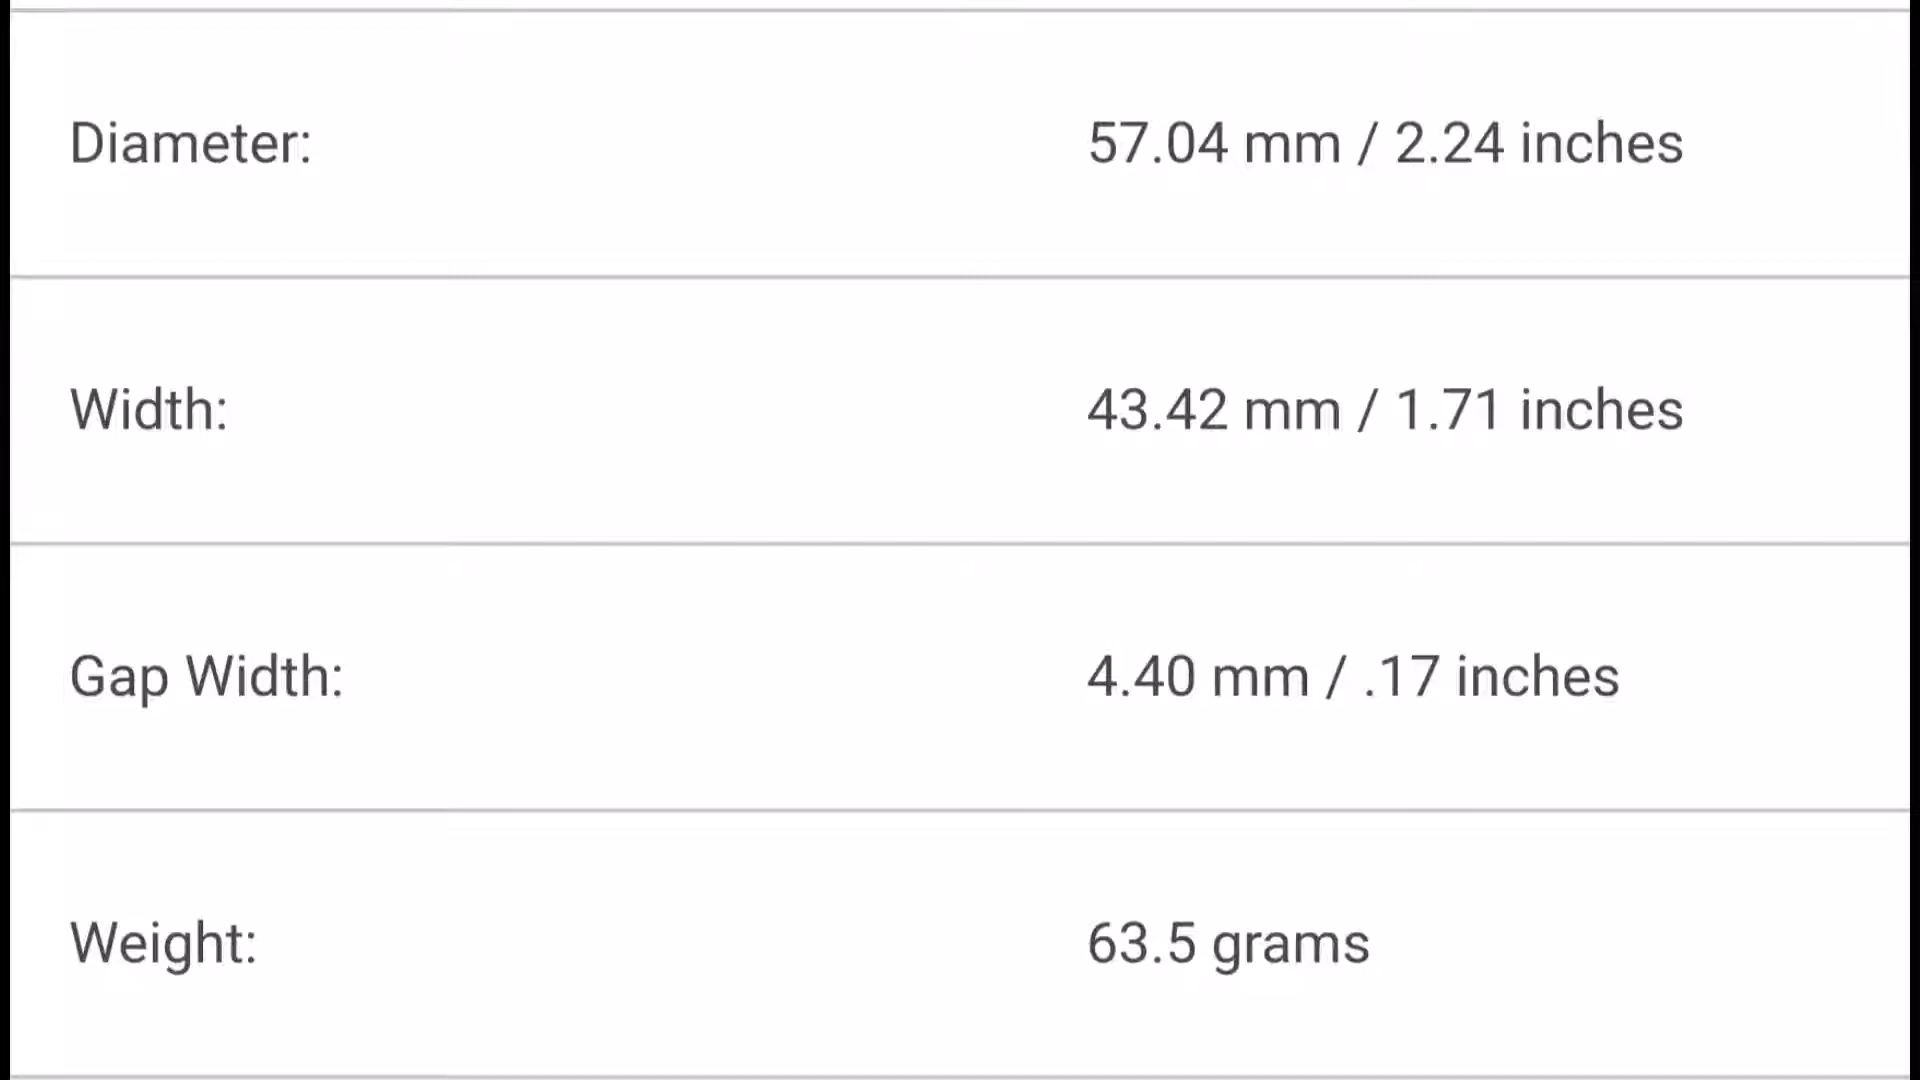 Diameter: 57.04 mm / 2.24 inches
Width: 43.42 mm / 1.71 inches
Gap Width: 4.40 mm / .17 inches
Weight: 63.5 grams